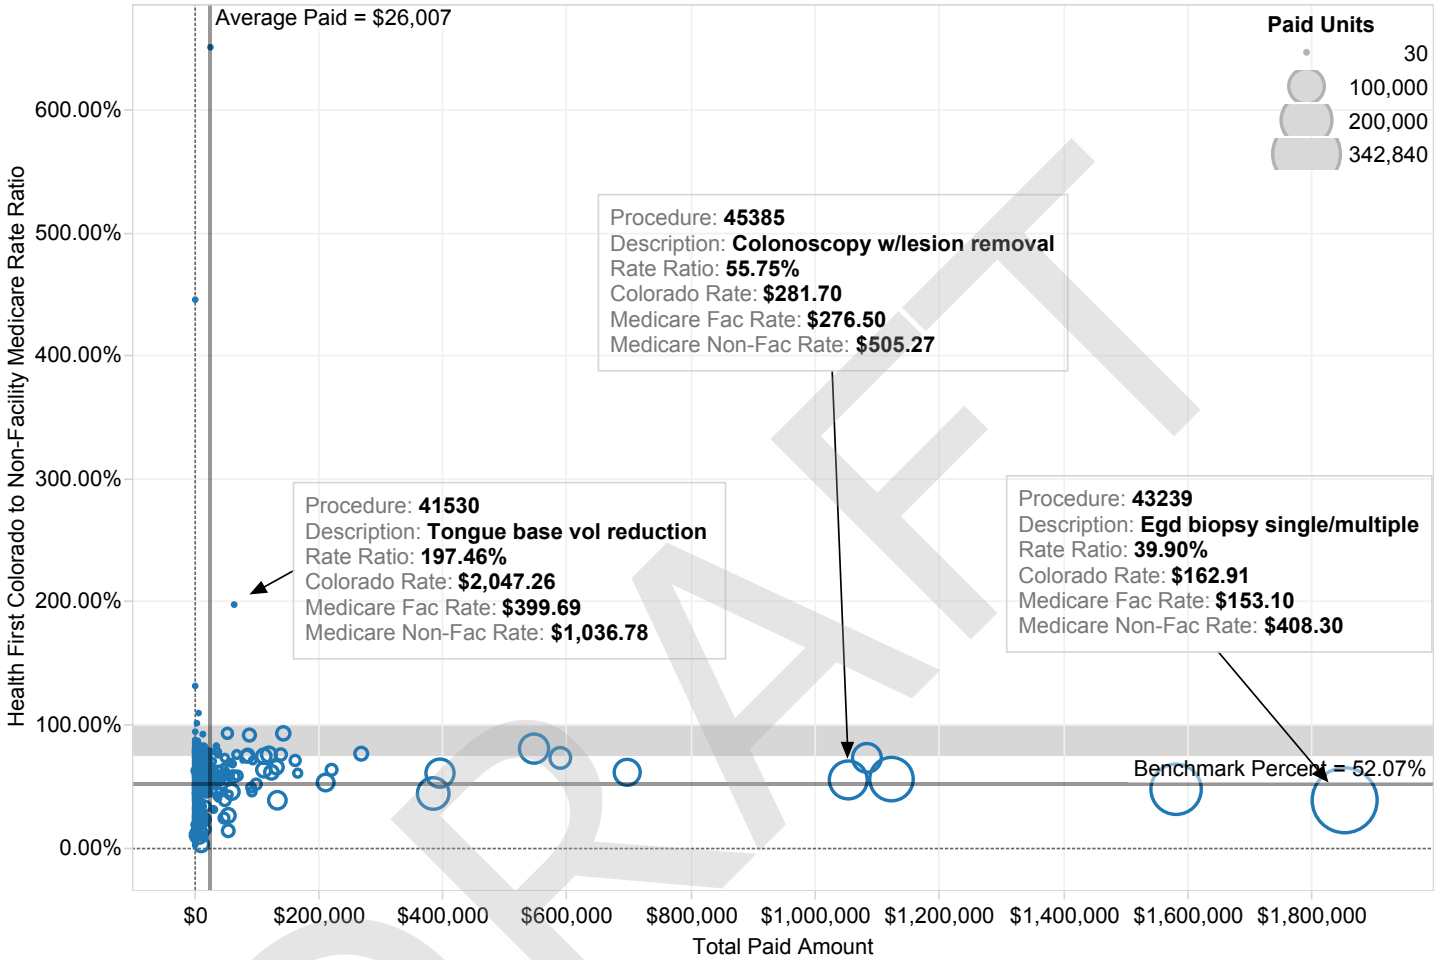 Average Paid = $26,007
Paid Units
30
100,000
200,000
342,840
Health First Colorado to Non-Facility Medicare Rate Ratio
600.00%
500.00%
400.00%
300.00%
200.00%
100.00%
0.00%
Procedure: 45385
Description: Colonoscopy w/lesion removal
Rate Ratio: 55.75%
Colorado Rate: $281.70
Medicare Fac Rate: $276.50
Medicare Non-Fac Rate: $505.27
Procedure: 41530
Description: Tongue base vol reduction
Rate Ratio: 197.46%
Colorado Rate: $2,047.26
Medicare Fac Rate: $399.69
Medicare Non-Fac Rate: $1,036.78
Procedure: 43239
Description: Egd biopsy single/multiple
Rate Ratio: 39.90%
Colorado Rate: $162.91
Medicare Fac Rate: $153.10
Medicare Non-Fac Rate: $408.30
Benchmark Percent = 52.07%
$0 $200,000 $400,000 $600,000 $800,000 $1,000,000 $1,200,000 $1,400,000 $1,600,000 $1,800,000
Total Paid Amount
DRAFT